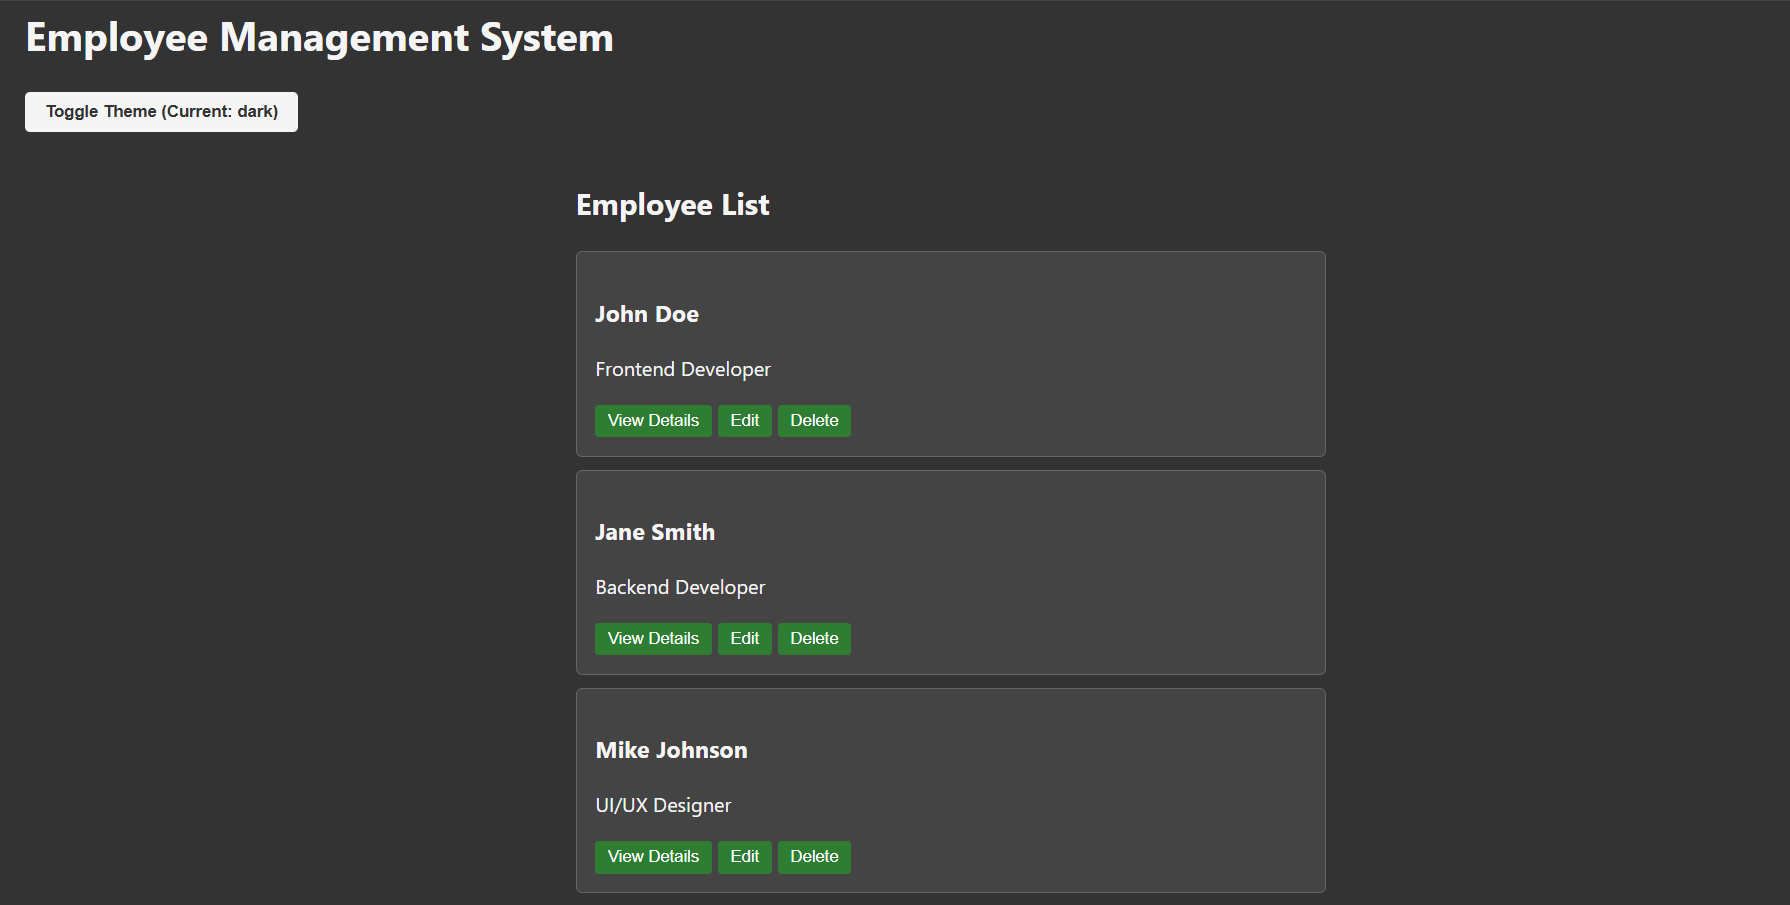 Employee Management System
Toggle Theme (Current: dark)
Employee List
John Doe
Frontend Developer
View Details Edit Delete
Jane Smith
Backend Developer
View Details Edit Delete
Mike Johnson
UI/UX Designer
View Details Edit Delete